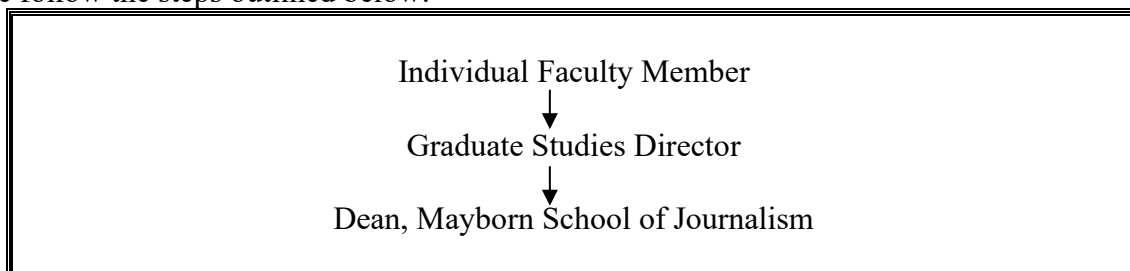 follow the steps outlined below.
Individual Faculty Member
Graduate Studies Director
Dean, Mayborn School of Journalism